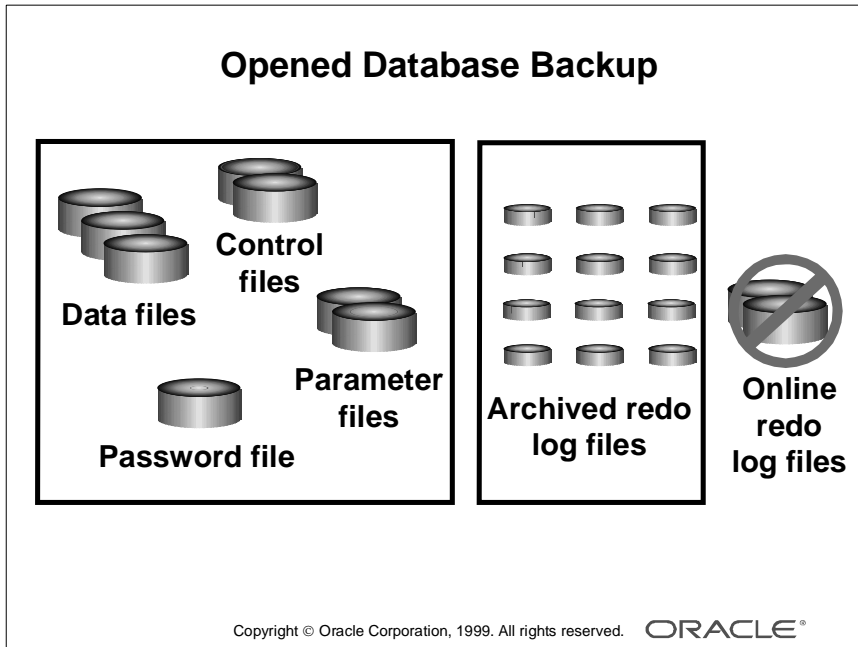 Opened Database Backup
Data files
Control
files
Parameter
files
Password file
Archived redo
log files
Online
redo
log files
Copyright © Oracle Corporation, 1999. All rights reserved.
ORACLE®